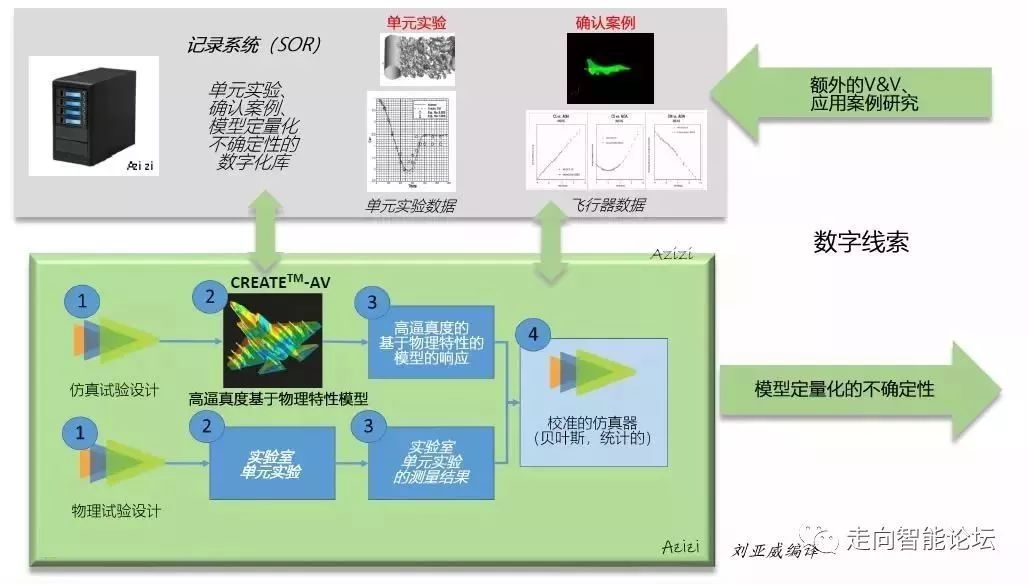 记录系统（SOR）
单元实验、
确认案例、
模型定量化
不确定性的
数字化库
Azizi
单元实验
单元实验数据
确认案例
飞行器数据
额外的V&V、
应用案例研究
数字线索
Azizi
1
仿真试验设计
2
CREATE™-AV
高逼真度基于物理特性模型
3
高逼真度的
基于物理特性的
模型的响应
1
物理试验设计
2
实验室
单元实验
3
实验室
单元实验
的测量结果
4
校准的仿真器
（贝叶斯，统计的）
模型定量化的不确定性
Azizi
刘亚威编译
走向智能论坛